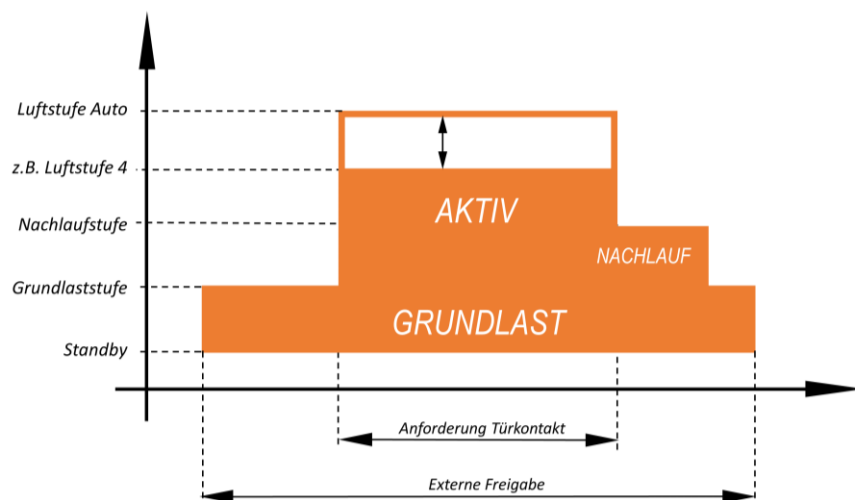 Luftstufe Auto
z.B. Luftstufe 4
AKTIV
Nachlaufstufe
NACHLAUF
Grundlaststufe
GRUNDLAST
Standby
Anforderung Türkontakt
Externe Freigabe